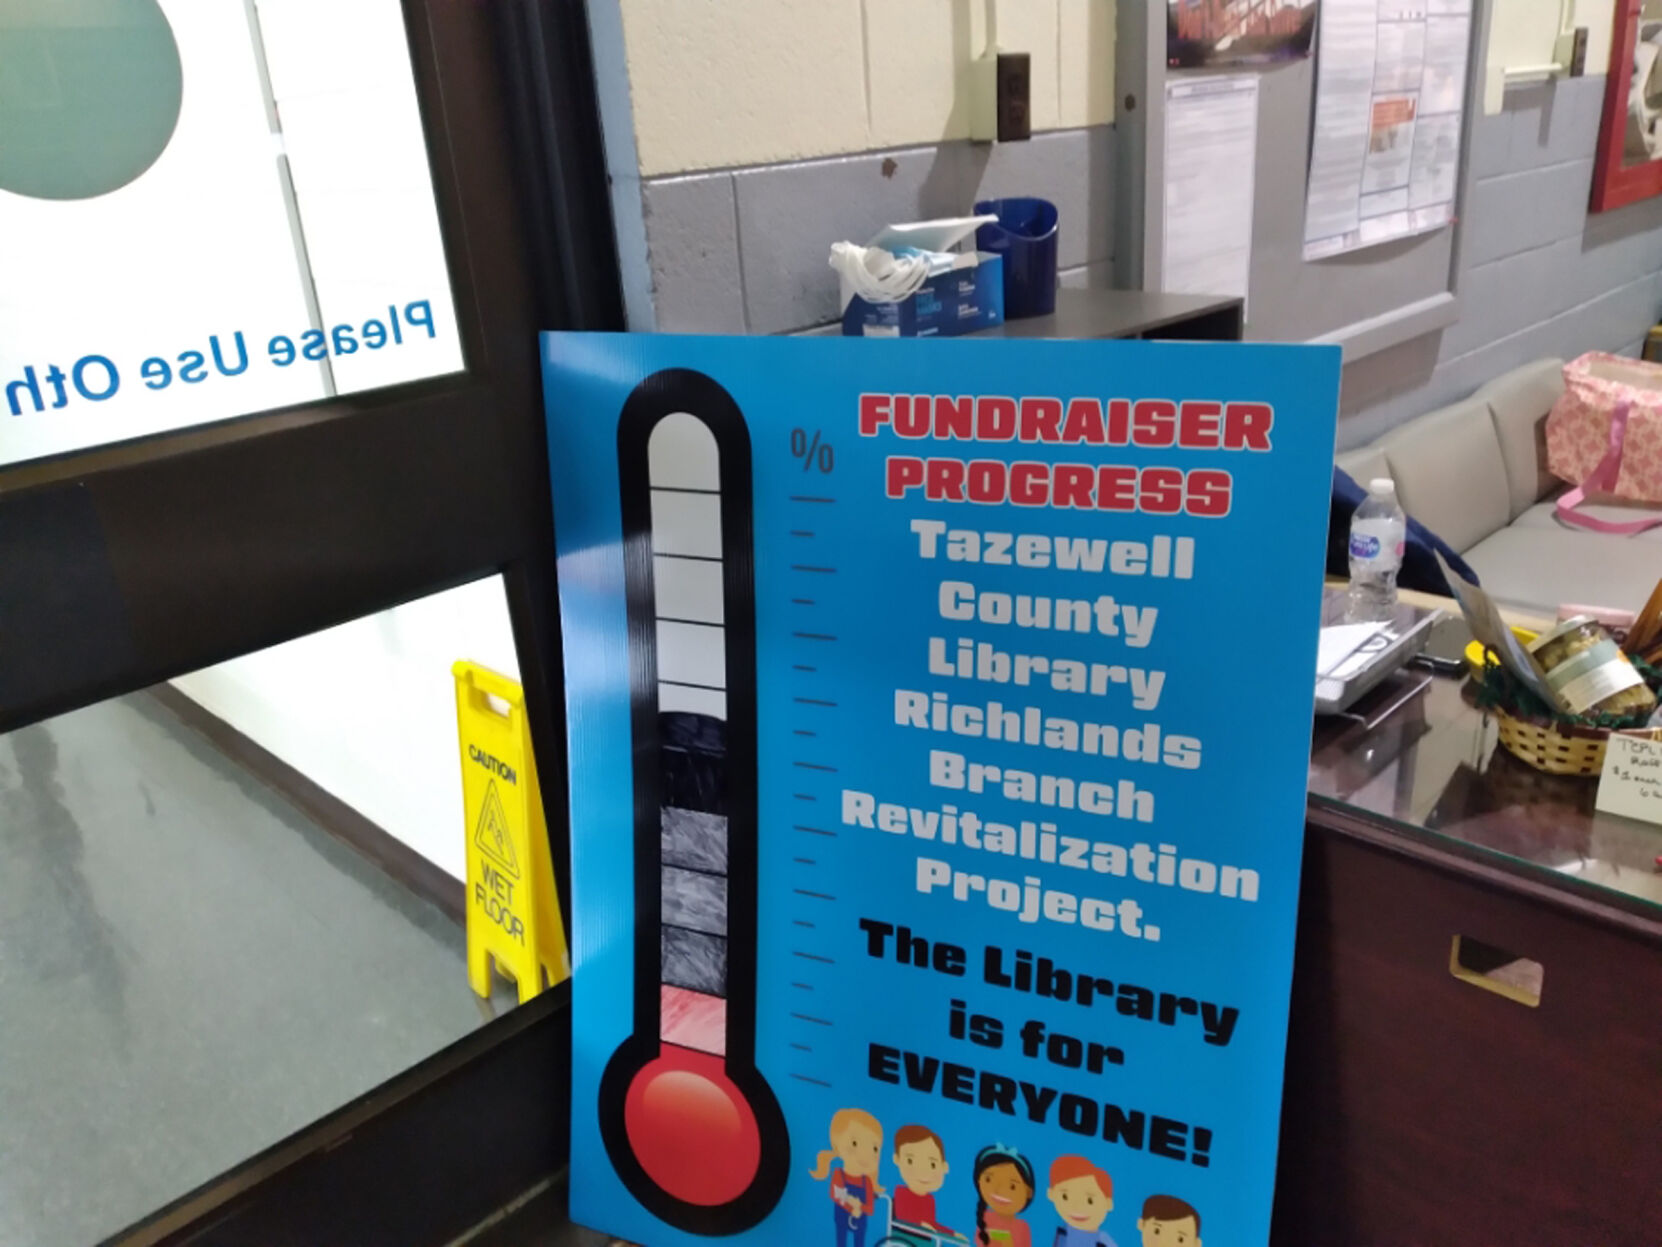 Please Use Oth
CAUTION
WET
FLOOR
%
FUNDRAISER
PROGRESS
Tazewell
County
Library
Richlands
Branch
Revitalization
Project.
The Library
is for
EVERYONE!